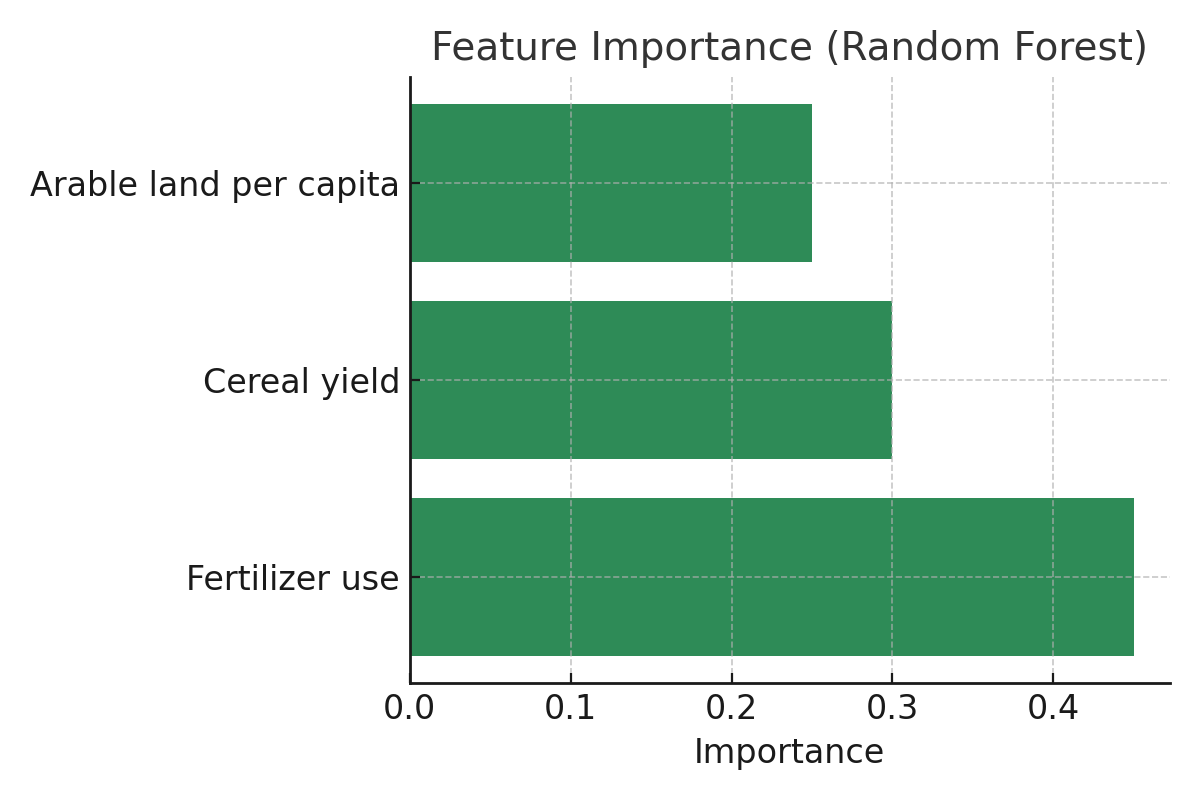 Feature Importance (Random Forest)
Arable land per capita
Cereal yield
Fertilizer use
0.0 0.1 0.2 0.3 0.4
Importance